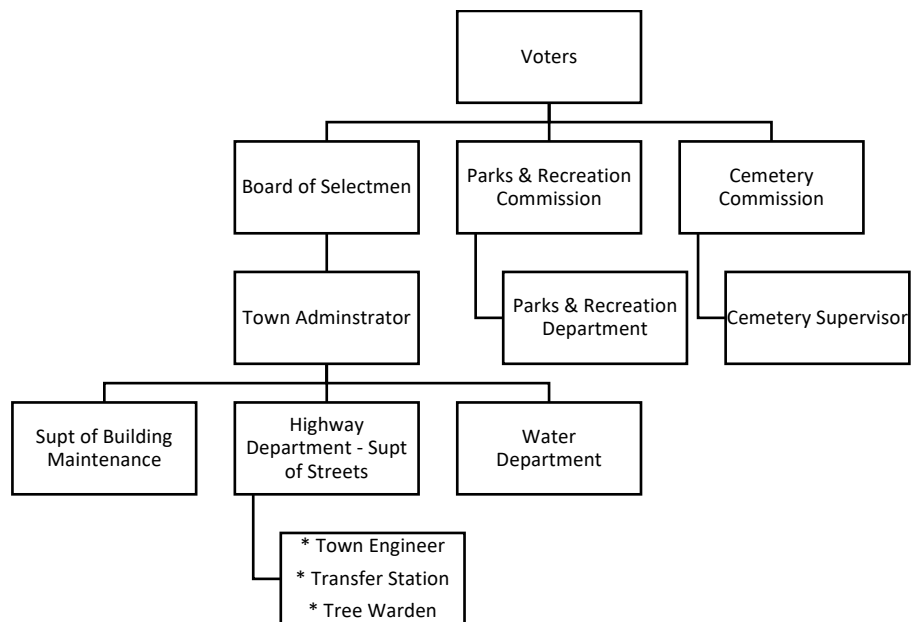 Voters
Board of Selectmen
Parks & Recreation
Commission
Cemetery
Commission
Town Adminstrator
Parks & Recreation
Department
Cemetery Supervisor
Supt of Building
Maintenance
Highway
Department - Supt
of Streets
Water
Department
* Town Engineer
* Transfer Station
* Tree Warden